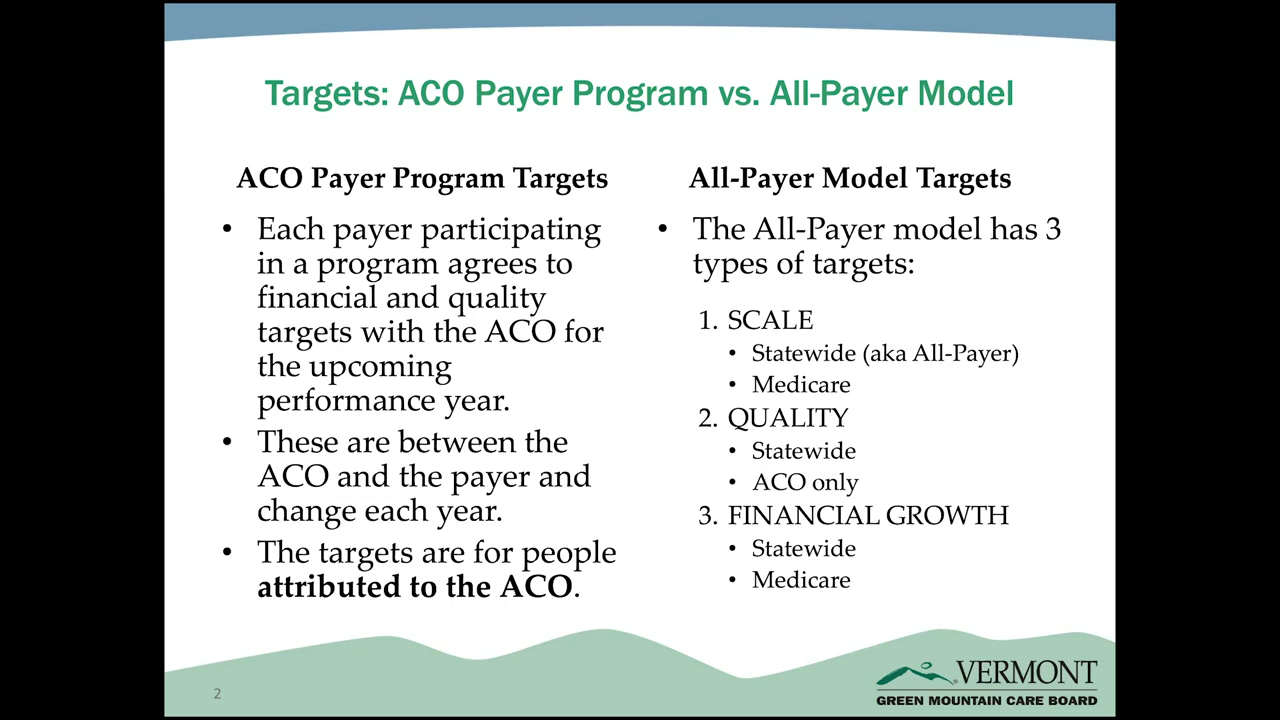 Targets: ACO Payer Program vs. All-Payer Model
ACO Payer Program Targets
• Each payer participating
in a program agrees to
financial and quality
targets with the ACO for
the upcoming
performance year.
• These are between the
ACO and the payer and
change each year.
• The targets are for people
attributed to the ACO.
All-Payer Model Targets
• The All-Payer model has 3
types of targets:
1. SCALE
• Statewide (aka All-Payer)
• Medicare
2. QUALITY
• Statewide
• ACO only
3. FINANCIAL GROWTH
• Statewide
• Medicare
2
VERMONT
GREEN MOUNTAIN CARE BOARD